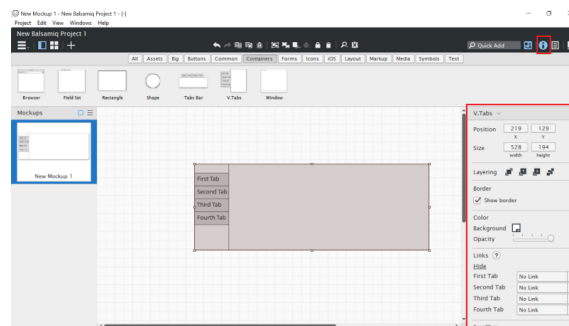 New Mockup 1 - New Balsamiq Project 1 - [-]
Project Edit View Windows Help
New Balsamiq Project 1
Quick Add
All Assets Big Buttons Common Containers Forms Icons iOS Layout Markup Media Symbols Text
Browser Field Set Rectangle Shape Tabs Bar V.Tabs Window
Mockups
New Mockup 1
First Tab
Second Tab
Third Tab
Fourth Tab
V.Tabs
Position 219 129
X Y
Size 528 194
width height
Layering
Border
Show border
Color
Background
Opacity
Links ?
Hide
First Tab No Link
Second Tab No Link
Third Tab No Link
Fourth Tab No Link